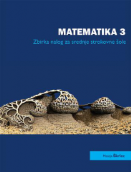 MATEMATIKA 3
Zbirka nalog za srednje strokovne šole